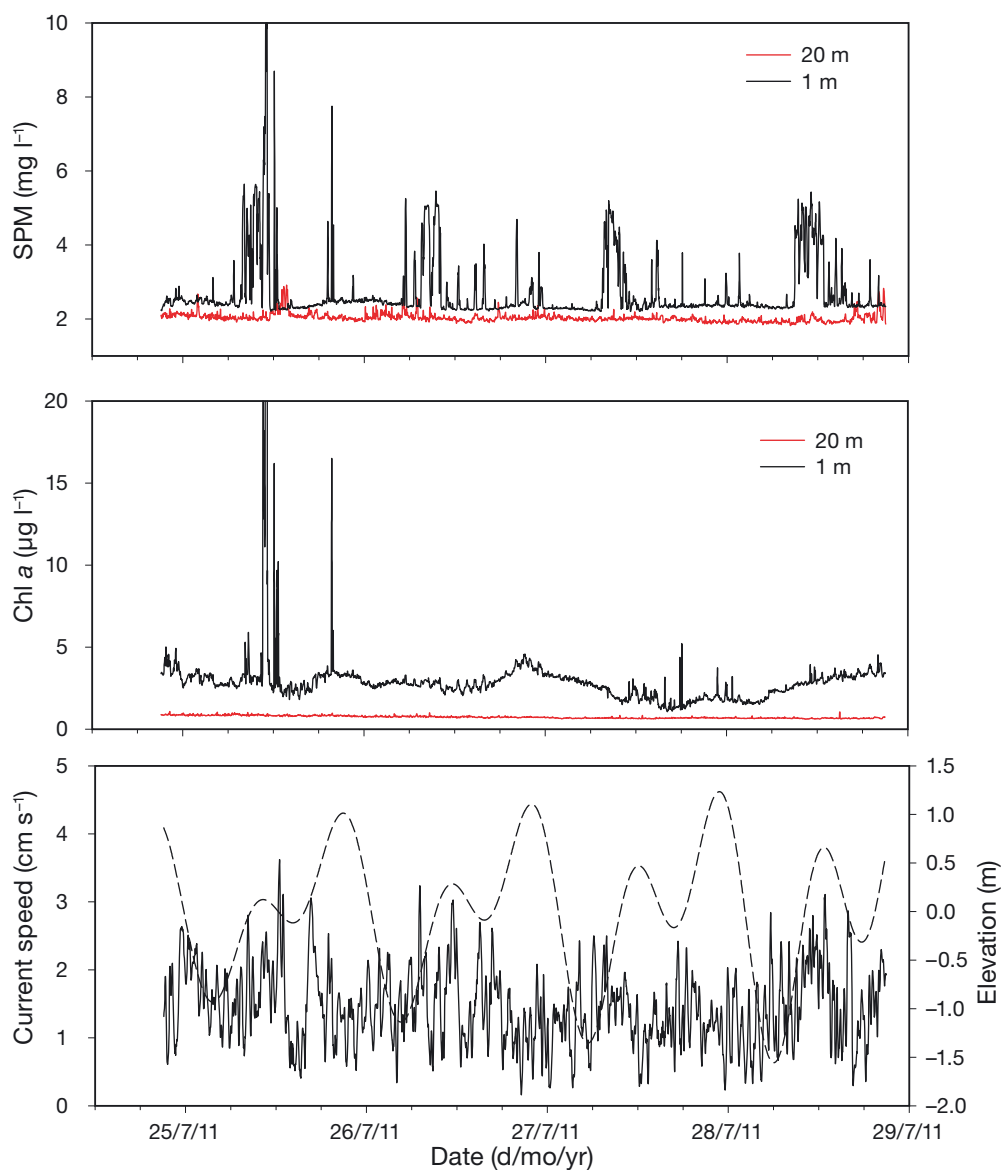 10
8
6
4
2
SPM (mg l⁻¹)
20 m
1 m
20
15
10
5
0
Chl a (µg l⁻¹)
20 m
1 m
5
4
3
2
1
0
Current speed (cm s⁻¹)
1.5
1.0
0.5
0.0
−0.5
−1.0
−1.5
−2.0
Elevation (m)
25/7/11 26/7/11 27/7/11 28/7/11 29/7/11
Date (d/mo/yr)